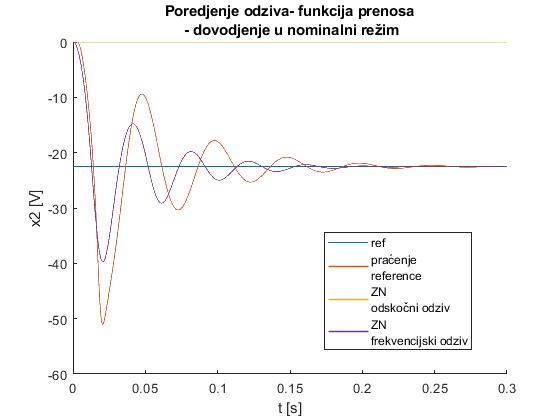 Poredjenje odziva- funkcija prenosa
- dovodjenje u nominalni režim
0
-10
-20
-30
-40
-50
-60
x2 [V]
0
0.05
0.1
0.15
0.2
0.25
0.3
t [s]
ref
praćenje
reference
ZN
odskočni odziv
ZN
frekvencijski odziv